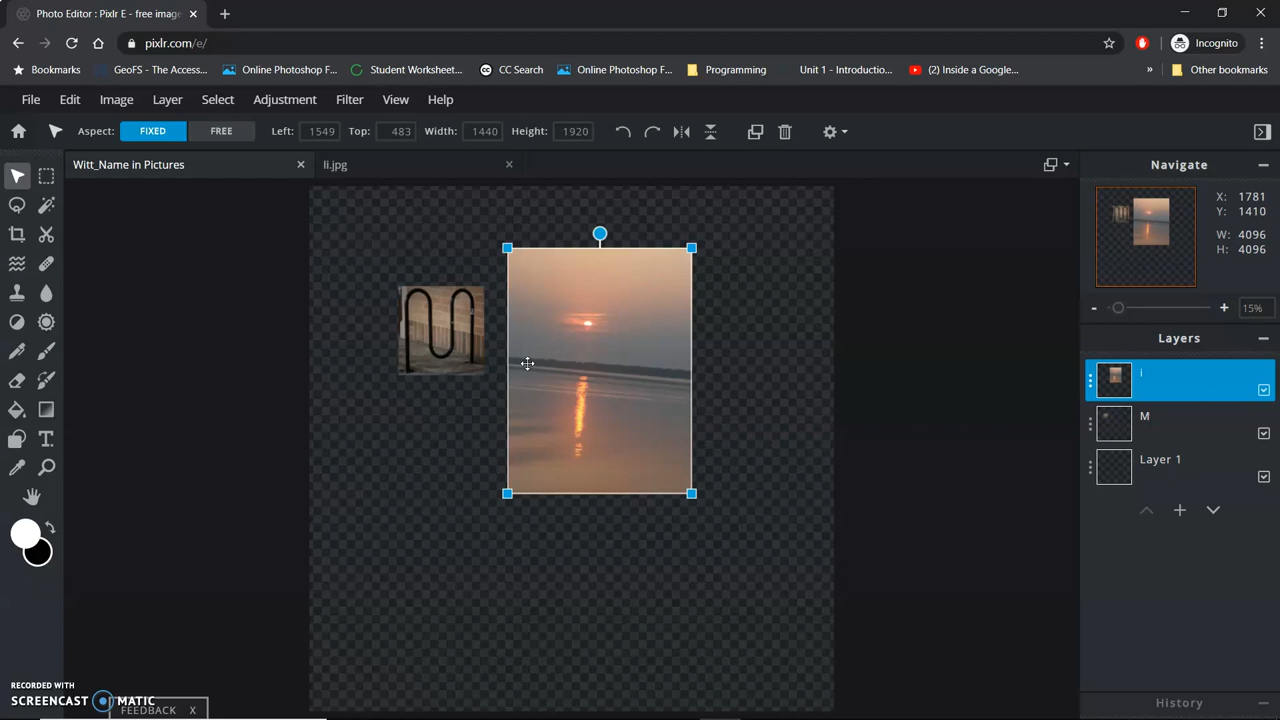 Photo Editor : Pixlr E - free imag
pixlr.com/e/
Incognito
Bookmarks
GeoFS - The Access...
Online Photoshop F...
Student Worksheet...
CC Search
Online Photoshop F...
Programming
Unit 1 - Introductio...
(2) Inside a Google...
»
Other bookmarks
File Edit Image Layer Select Adjustment Filter View Help
Aspect: FIXED FREE Left: 1549 Top: 483 Width: 1440 Height: 1920
Witt_Name in Pictures
li.jpg
Navigate
X: 1781
Y: 1410
W: 4096
H: 4096
15%
Layers
i
M
Layer 1
T
RECORDED WITH
SCREENCAST MATIC
FEEDBACK X
History